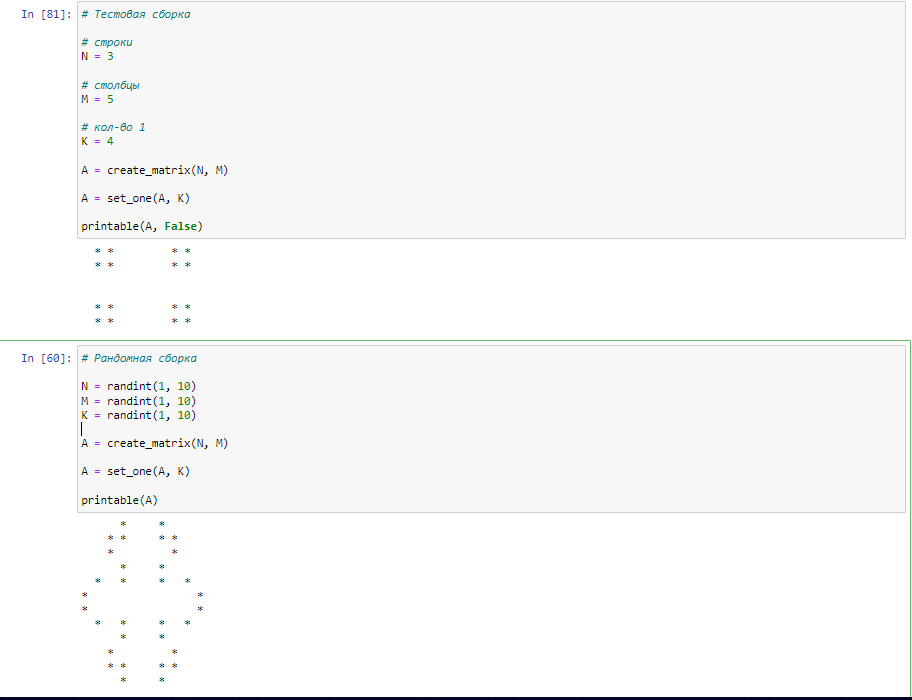 In [81]: # Тестовая сборка
# строки
N = 3
# столбцы
M = 5
# кол-во 1
K = 4
A = create_matrix(N, M)
A = set_one(A, K)
printable(A, False)
* * * *
* * * *
* * * *
* * * *
In [60]: # Рандомная сборка
N = randint(1, 10)
M = randint(1, 10)
K = randint(1, 10)
A = create_matrix(N, M)
A = set_one(A, K)
printable(A)
* *
* * * *
* *
* *
* * * *
* *
* *
* * * *
* *
* *
* * * *
* *